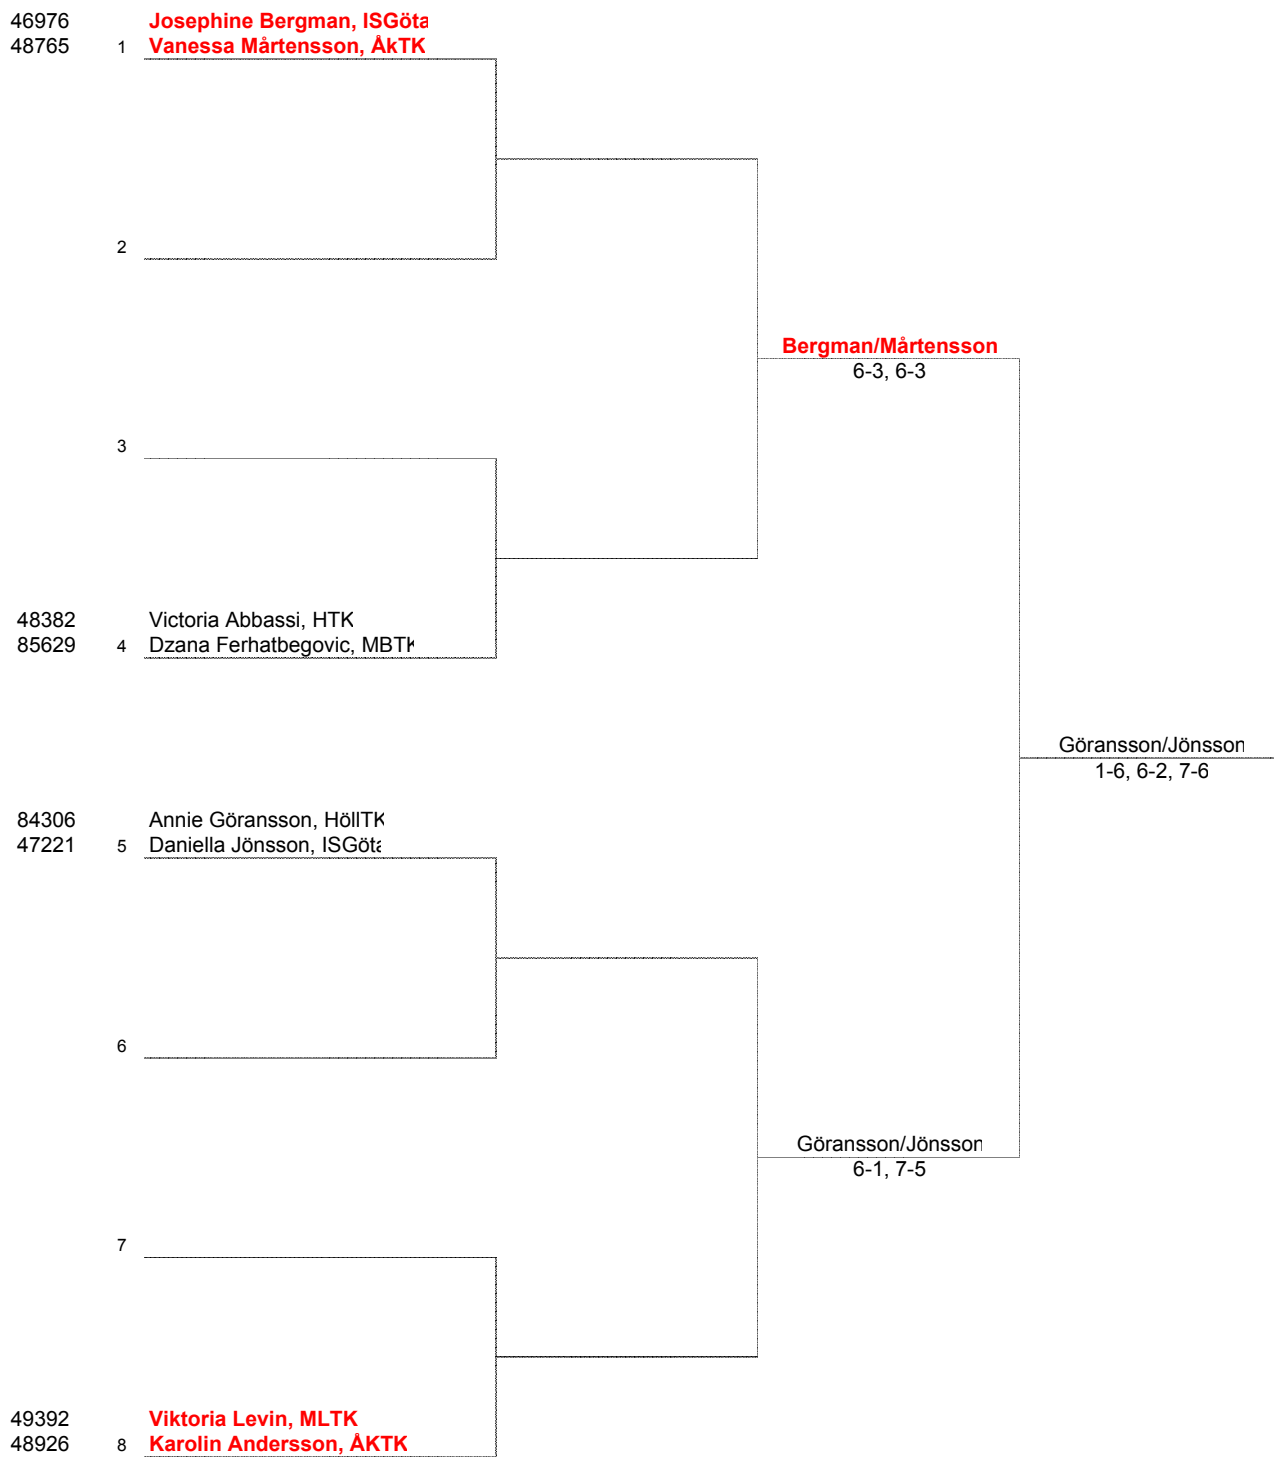 46976 Josephine Bergman, ISGöta
48765 1 Vanessa Mårtensson, ÅkTK
2
Bergman/Mårtensson
6-3, 6-3
3
48382 Victoria Abbassi, HTK
85629 4 Dzana Ferhatbegovic, MBTK
Göransson/Jönsson
1-6, 6-2, 7-6
84306 Annie Göransson, HöllTK
47221 5 Daniella Jönsson, ISGöta
6
Göransson/Jönsson
6-1, 7-5
7
49392 Viktoria Levin, MLTK
48926 8 Karolin Andersson, ÅKTK